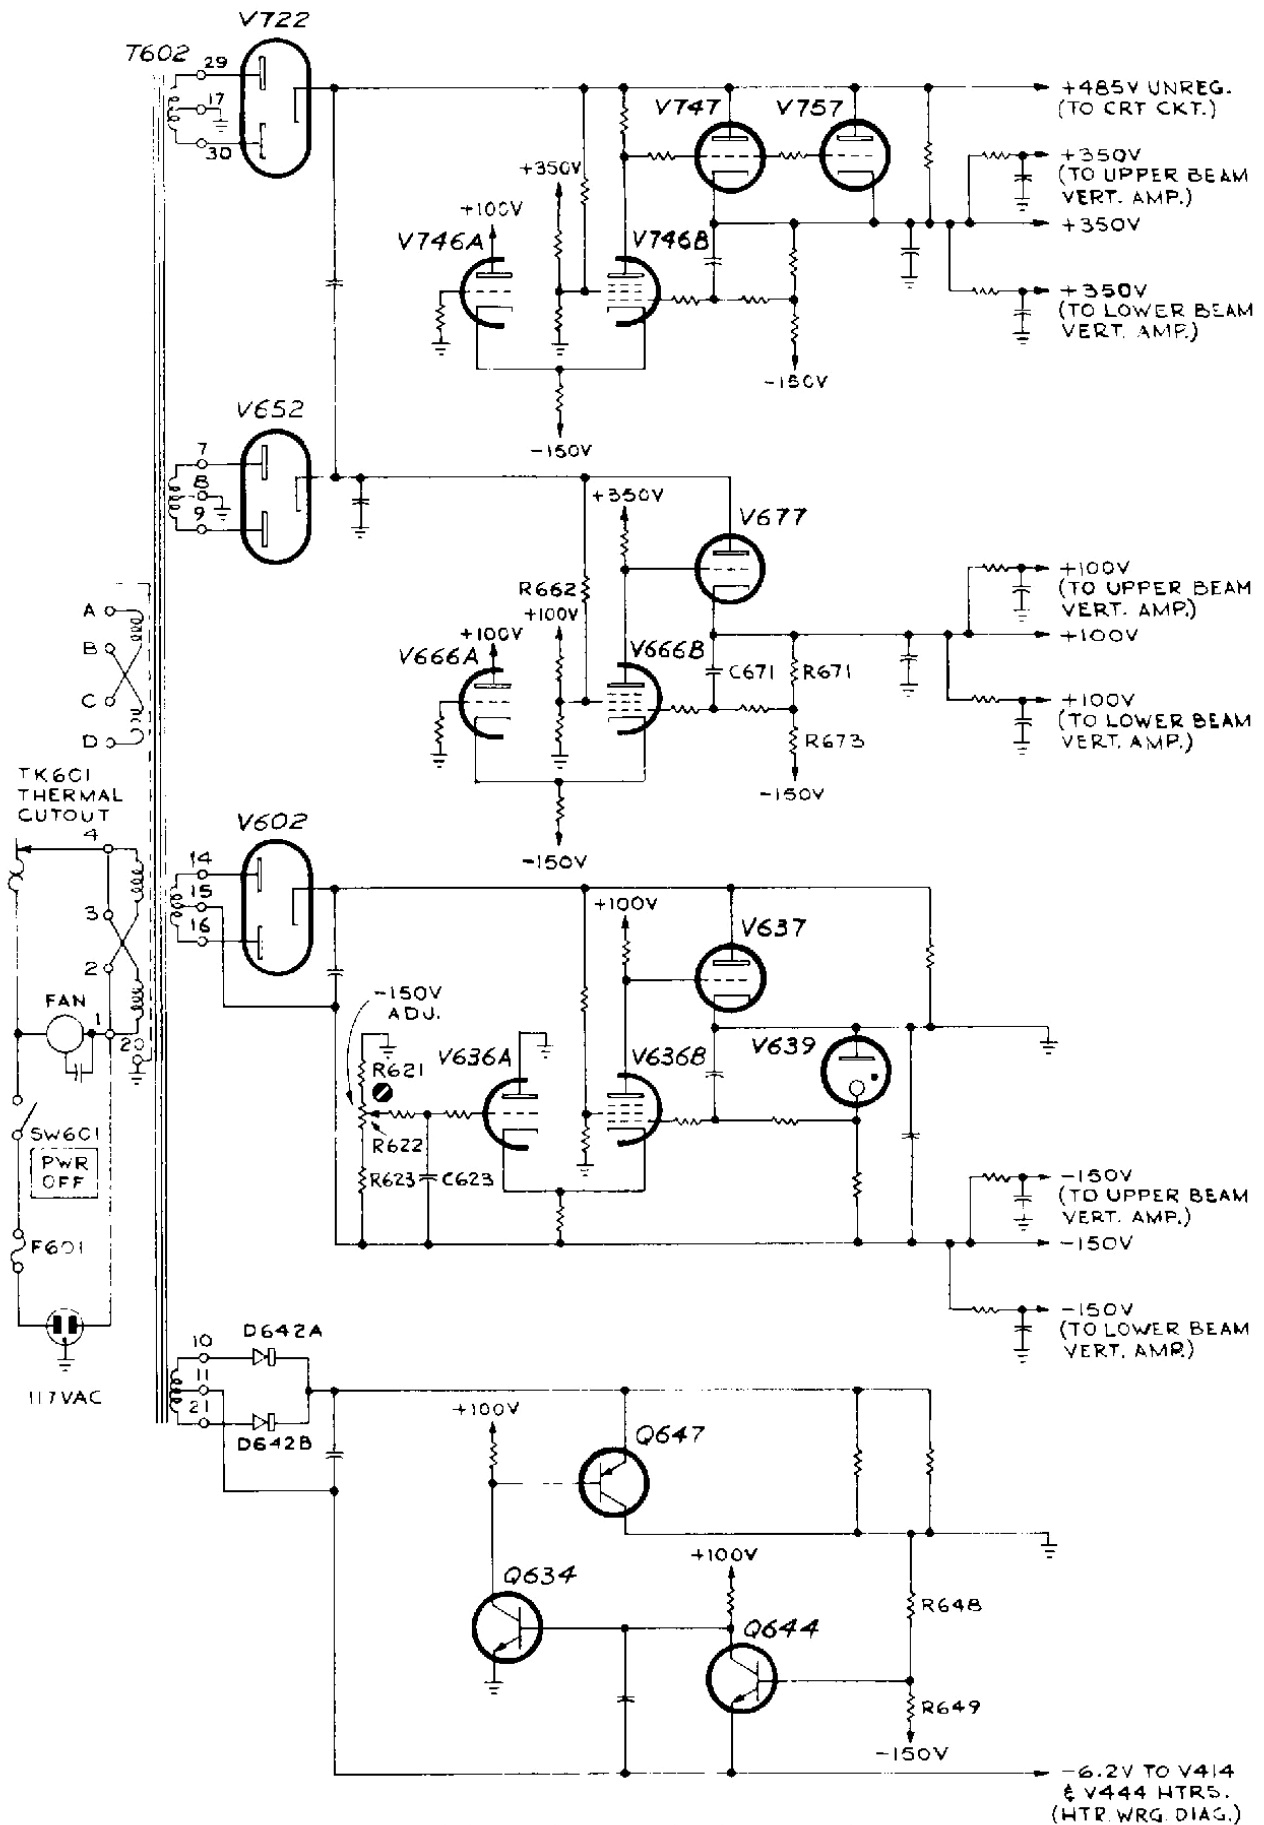 V722
T602
29
17
30
V747
V757
+485V UNREG.
(TO CRT CKT.)
+350V
(TO UPPER BEAM
VERT. AMP.)
+350V
+350V
(TO LOWER BEAM
VERT. AMP.)
+350V
+100V
V746A
V746B
-150V
-150V
V652
7
8
9
+350V
V677
R662
+100V
+100V
V666A
V666B
C671
R671
R673
-150V
-150V
+100V
(TO UPPER BEAM
VERT. AMP.)
+100V
+100V
(TO LOWER BEAM
VERT. AMP.)
A
B
C
D
TK601
THERMAL
CUTOUT
4
3
2
1
20
FAN
SW601
PWR
OFF
F601
117VAC
V602
14
15
16
+100V
V637
-150V
ADJ.
R621
V636A
V636B
V639
R622
R623
C623
-150V
(TO UPPER BEAM
VERT. AMP.)
-150V
-150V
(TO LOWER BEAM
VERT. AMP.)
10
11
21
D642A
D642B
+100V
Q647
Q634
+100V
Q644
R648
R649
-150V
-6.2V TO V414
& V444 HTRS.
(HTR. WRG. DIAG.)